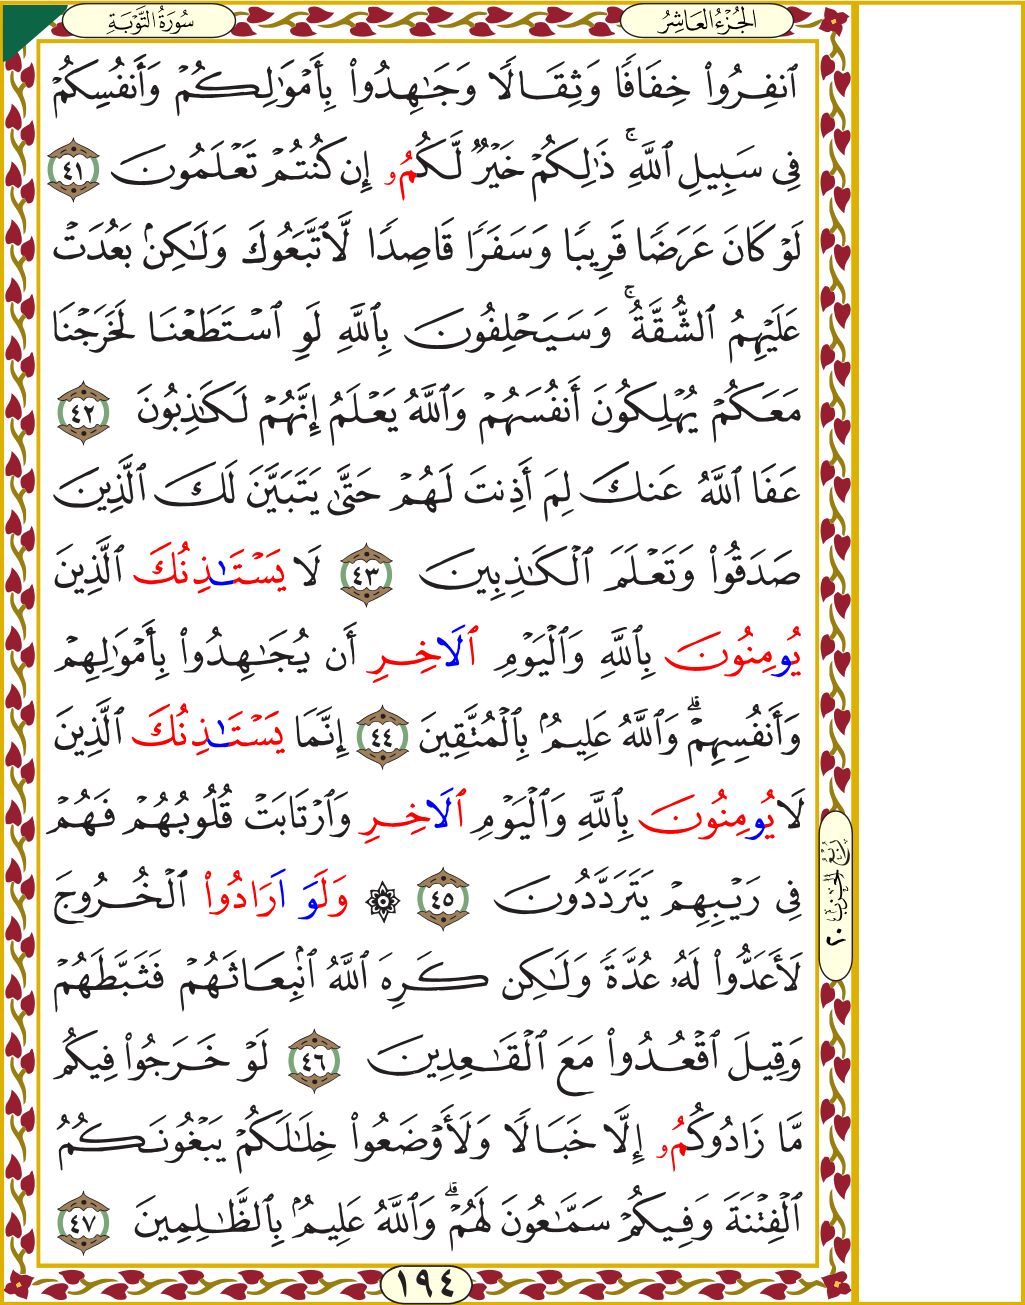 الجُزْءُ العَاشِرُ
سُورَةُ التَّوْبَةِ
ٱنفِرُواْ خِفَافًا وَثِقَالًا وَجَٰهِدُواْ بِأَمْوَٰلِكُمْ وَأَنفُسِكُمْ
فِى سَبِيلِ ٱللَّهِۚ ذَٰلِكُمْ خَيْرٌ لَّكُمُۥ إِن كُنتُمْ تَعْلَمُونَ ٤١
لَوْ كَانَ عَرَضًا قَرِيبًا وَسَفَرًا قَاصِدًا لَّاتَّبَعُوكَ وَلَٰكِنۢ بَعُدَتْ
عَلَيْهِمُ ٱلشُّقَّةُۚ وَسَيَحْلِفُونَ بِٱللَّهِ لَوِ ٱسْتَطَعْنَا لَخَرَجْنَا
مَعَكُمْ يُهْلِكُونَ أَنفُسَهُمْ وَٱللَّهُ يَعْلَمُ إِنَّهُمْ لَكَٰذِبُونَ ٤٢
عَفَا ٱللَّهُ عَنكَ لِمَ أَذِنتَ لَهُمْ حَتَّىٰ يَتَبَيَّنَ لَكَ ٱلَّذِينَ
صَدَقُواْ وَتَعْلَمَ ٱلْكَٰذِبِينَ ٤٣ لَا يَسْتَٰذِنُكَ ٱلَّذِينَ
يُومِنُونَ بِٱللَّهِ وَٱلْيَوْمِ ٱلَاخِرِ أَن يُجَٰهِدُواْ بِأَمْوَٰلِهِمْ
وَأَنفُسِهِمْۗ وَٱللَّهُ عَلِيمٌۢ بِٱلْمُتَّقِينَ ٤٤ إِنَّمَا يَسْتَٰذِنُكَ ٱلَّذِينَ
لَا يُومِنُونَ بِٱللَّهِ وَٱلْيَوْمِ ٱلَاخِرِ وَٱرْتَابَتْ قُلُوبُهُمْ فَهُمْ
فِى رَيْبِهِمْ يَتَرَدَّدُونَ ٤٥ ۞ وَلَوَ اَرَادُواْ ٱلْخُرُوجَ
لَأَعَدُّواْ لَهُۥ عُدَّةً وَلَٰكِن كَرِهَ ٱللَّهُ ٱنۢبِعَاثَهُمْ فَثَبَّطَهُمْ
وَقِيلَ ٱقْعُدُواْ مَعَ ٱلْقَٰعِدِينَ ٤٦ لَوْ خَرَجُواْ فِيكُم
مَّا زَادُوكُمُۥ إِلَّا خَبَالًا وَلَأَوْضَعُواْ خِلَٰلَكُمْ يَبْغُونَكُمُ
ٱلْفِتْنَةَ وَفِيكُمْ سَمَّٰعُونَ لَهُمْۗ وَٱللَّهُ عَلِيمٌۢ بِٱلظَّٰلِمِينَ ٤٧
رُبْعُ الْحِزْبِ ٢٠
١٩٤